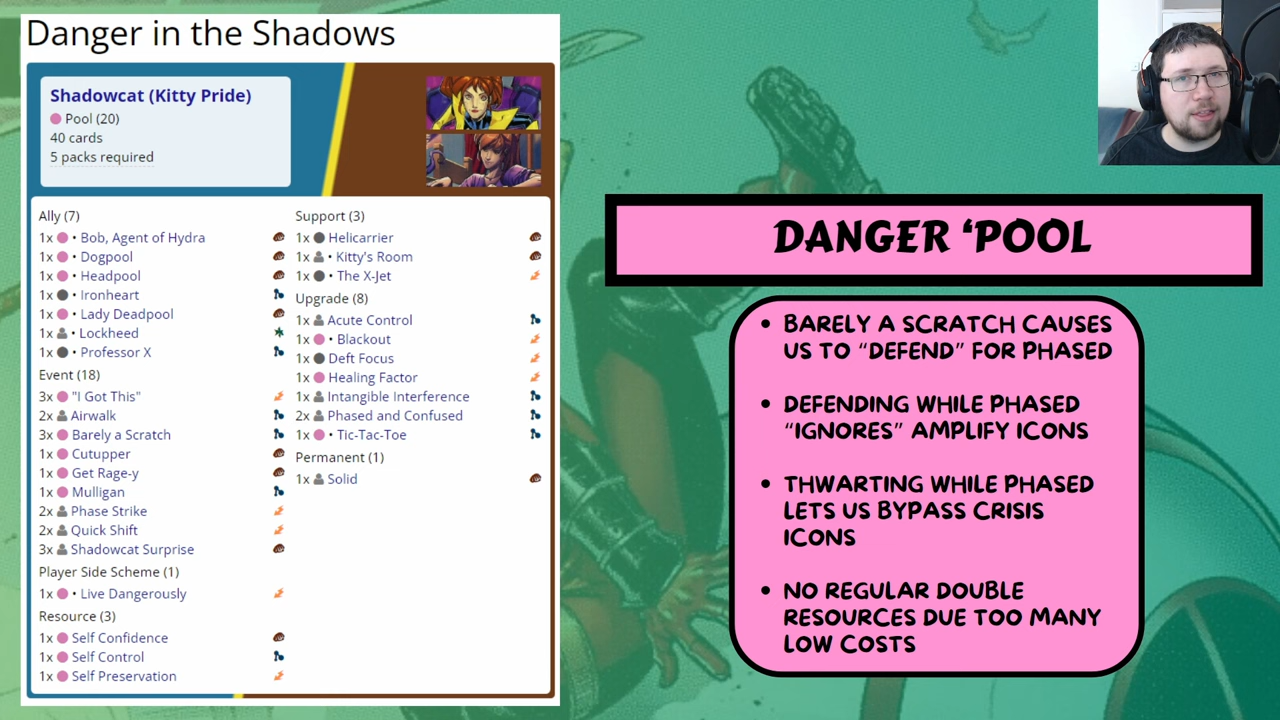 Danger in the Shadows
Shadowcat (Kitty Pride)
Pool (20)
40 cards
5 packs required
Ally (7)
1x • Bob, Agent of Hydra
1x • Dogpool
1x • Headpool
1x • Ironheart
1x • Lady Deadpool
1x • Lockheed
1x • Professor X
Event (18)
3x "I Got This"
2x Airwalk
3x Barely a Scratch
1x Cutupper
1x Get Rage-y
1x Mulligan
2x Phase Strike
2x Quick Shift
3x Shadowcat Surprise
Player Side Scheme (1)
1x • Live Dangerously
Resource (3)
1x Self Confidence
1x Self Control
1x Self Preservation
Support (3)
1x Helicarrier
1x • Kitty's Room
1x • The X-Jet
Upgrade (8)
1x Acute Control
1x • Blackout
1x Deft Focus
1x Healing Factor
1x Intangible Interference
2x Phased and Confused
1x • Tic-Tac-Toe
Permanent (1)
1x Solid
DANGER ‘POOL
• BARELY A SCRATCH CAUSES
US TO “DEFEND” FOR PHASED
• DEFENDING WHILE PHASED
“IGNORES” AMPLIFY ICONS
• THWARTING WHILE PHASED
LETS US BYPASS CRISIS
ICONS
• NO REGULAR DOUBLE
RESOURCES DUE TOO MANY
LOW COSTS